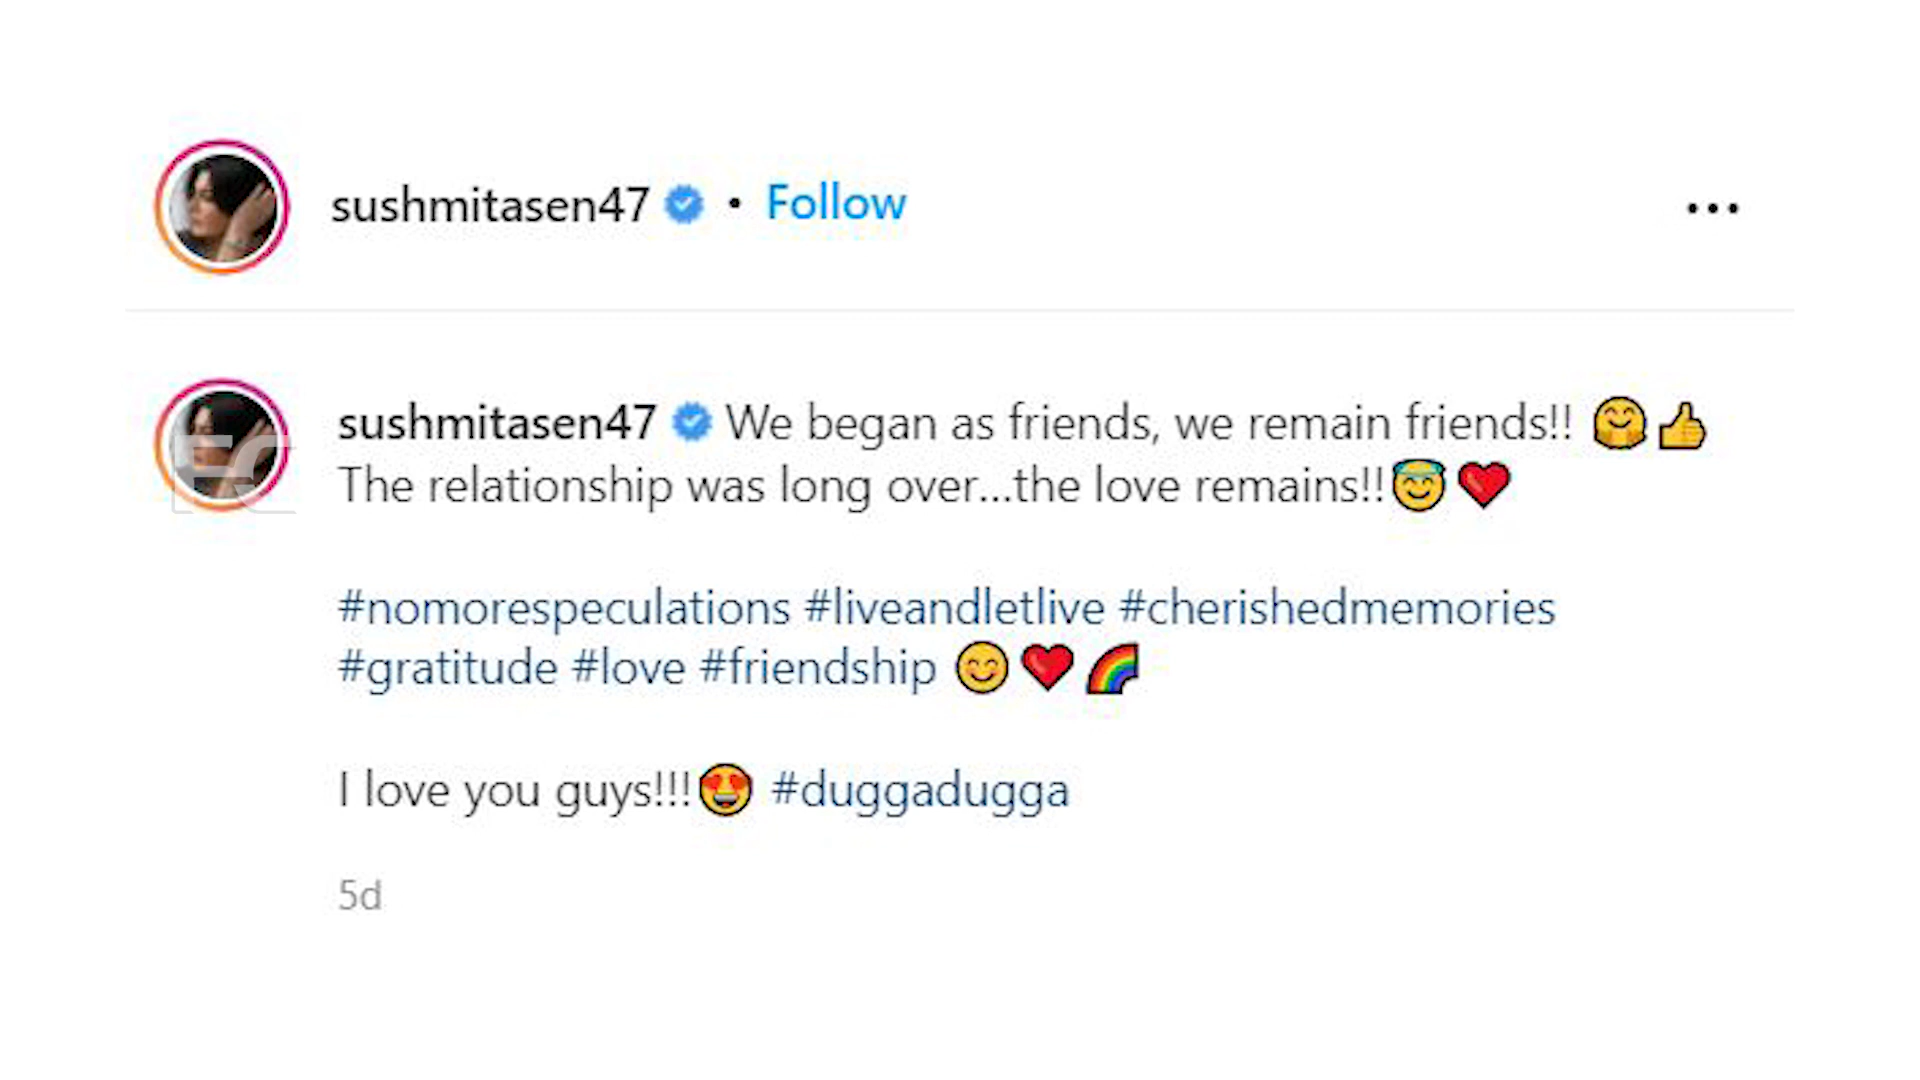 sushmitasen47 • Follow
sushmitasen47 We began as friends, we remain friends!! 🤗👍
The relationship was long over...the love remains!!😇❤️
#nomorespeculations #liveandletlive #cherishedmemories
#gratitude #love #friendship 😊❤️🌈
I love you guys!!!😍 #duggadugga
5d